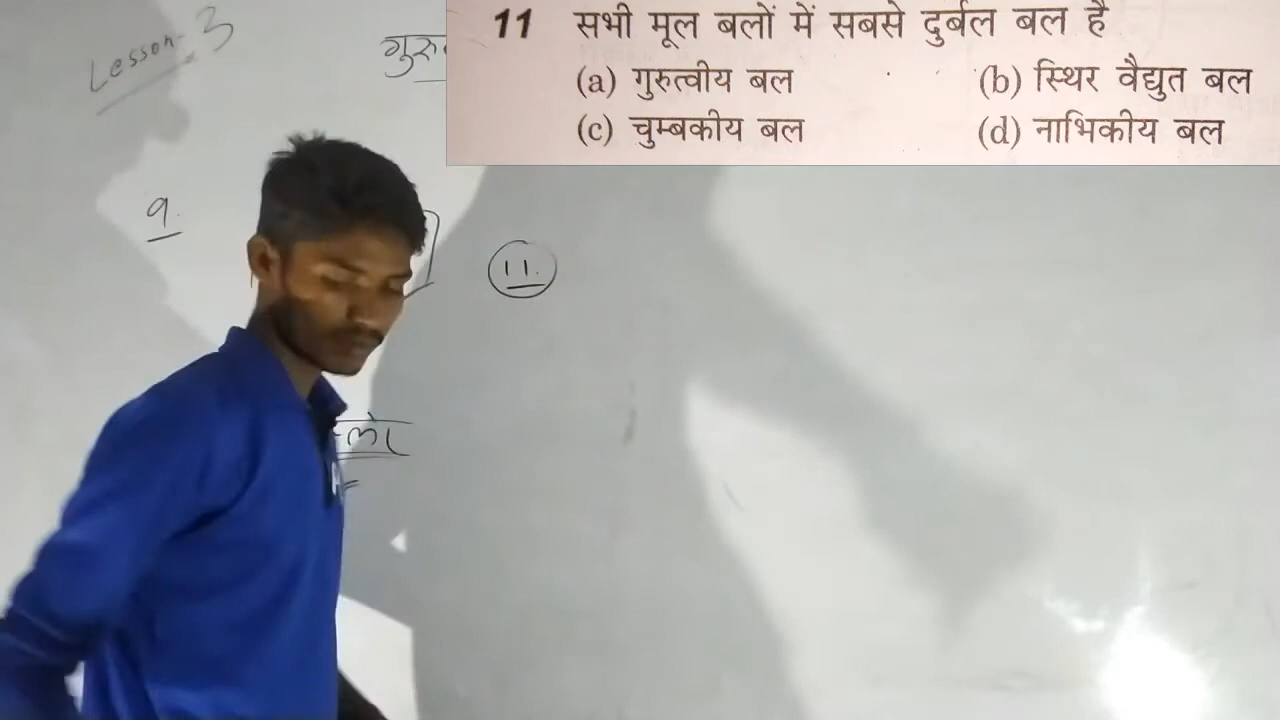 Lesson-3
गुरु
11 सभी मूल बलों में सबसे दुर्बल बल है
(a) गुरुत्वीय बल (b) स्थिर वैद्युत बल
(c) चुम्बकीय बल (d) नाभिकीय बल
9.
11.